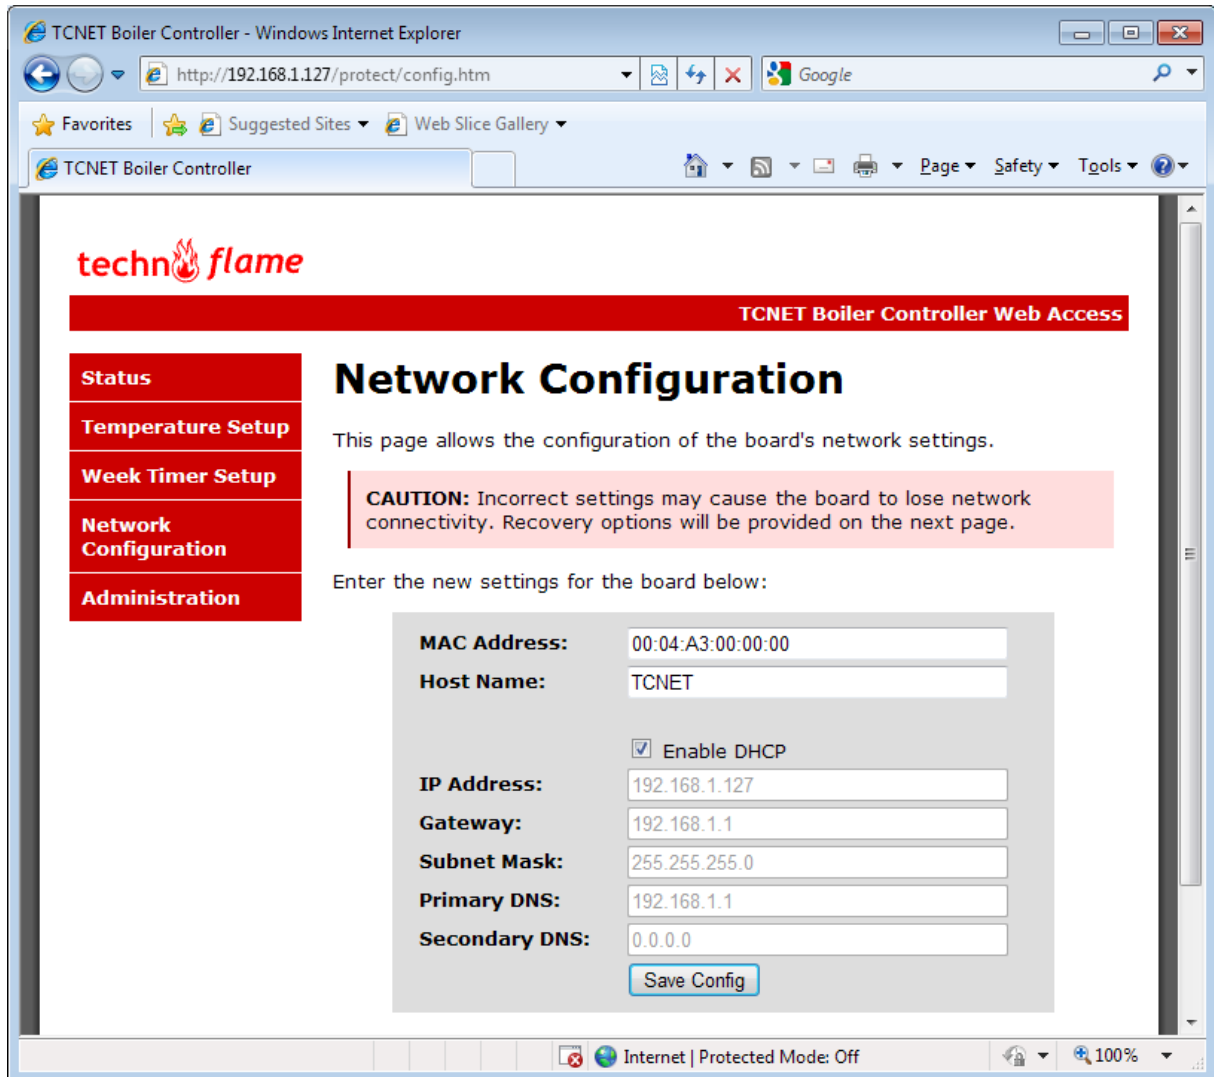 TCNET Boiler Controller - Windows Internet Explorer
http://192.168.1.127/protect/config.htm
Google
Favorites
Suggested Sites
Web Slice Gallery
TCNET Boiler Controller
Page
Safety
Tools
techn flame
TCNET Boiler Controller Web Access
Status
Temperature Setup
Week Timer Setup
Network
Configuration
Administration
Network Configuration
This page allows the configuration of the board's network settings.
CAUTION: Incorrect settings may cause the board to lose network
connectivity. Recovery options will be provided on the next page.
Enter the new settings for the board below:
MAC Address: 00:04:A3:00:00:00
Host Name: TCNET
Enable DHCP
IP Address: 192.168.1.127
Gateway: 192.168.1.1
Subnet Mask: 255.255.255.0
Primary DNS: 192.168.1.1
Secondary DNS: 0.0.0.0
Save Config
Internet | Protected Mode: Off
100%